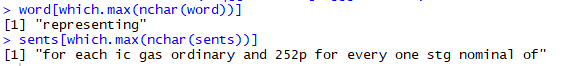 > word[which.max(nchar(word))]
[1] "representing"
> sents[which.max(nchar(sents))]
[1] "for each ic gas ordinary and 252p for every one stg nominal of"